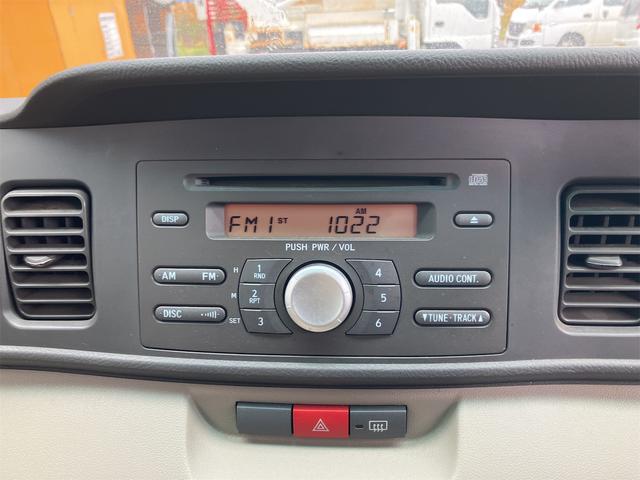 DISP
FM1 ST AM 1022
PUSH PWR/VOL
AM FM
H 1 RND 4
M 2 RPT 5
SET 3 6
DISC
AUDIO CONT.
▼TUNE·TRACK▲